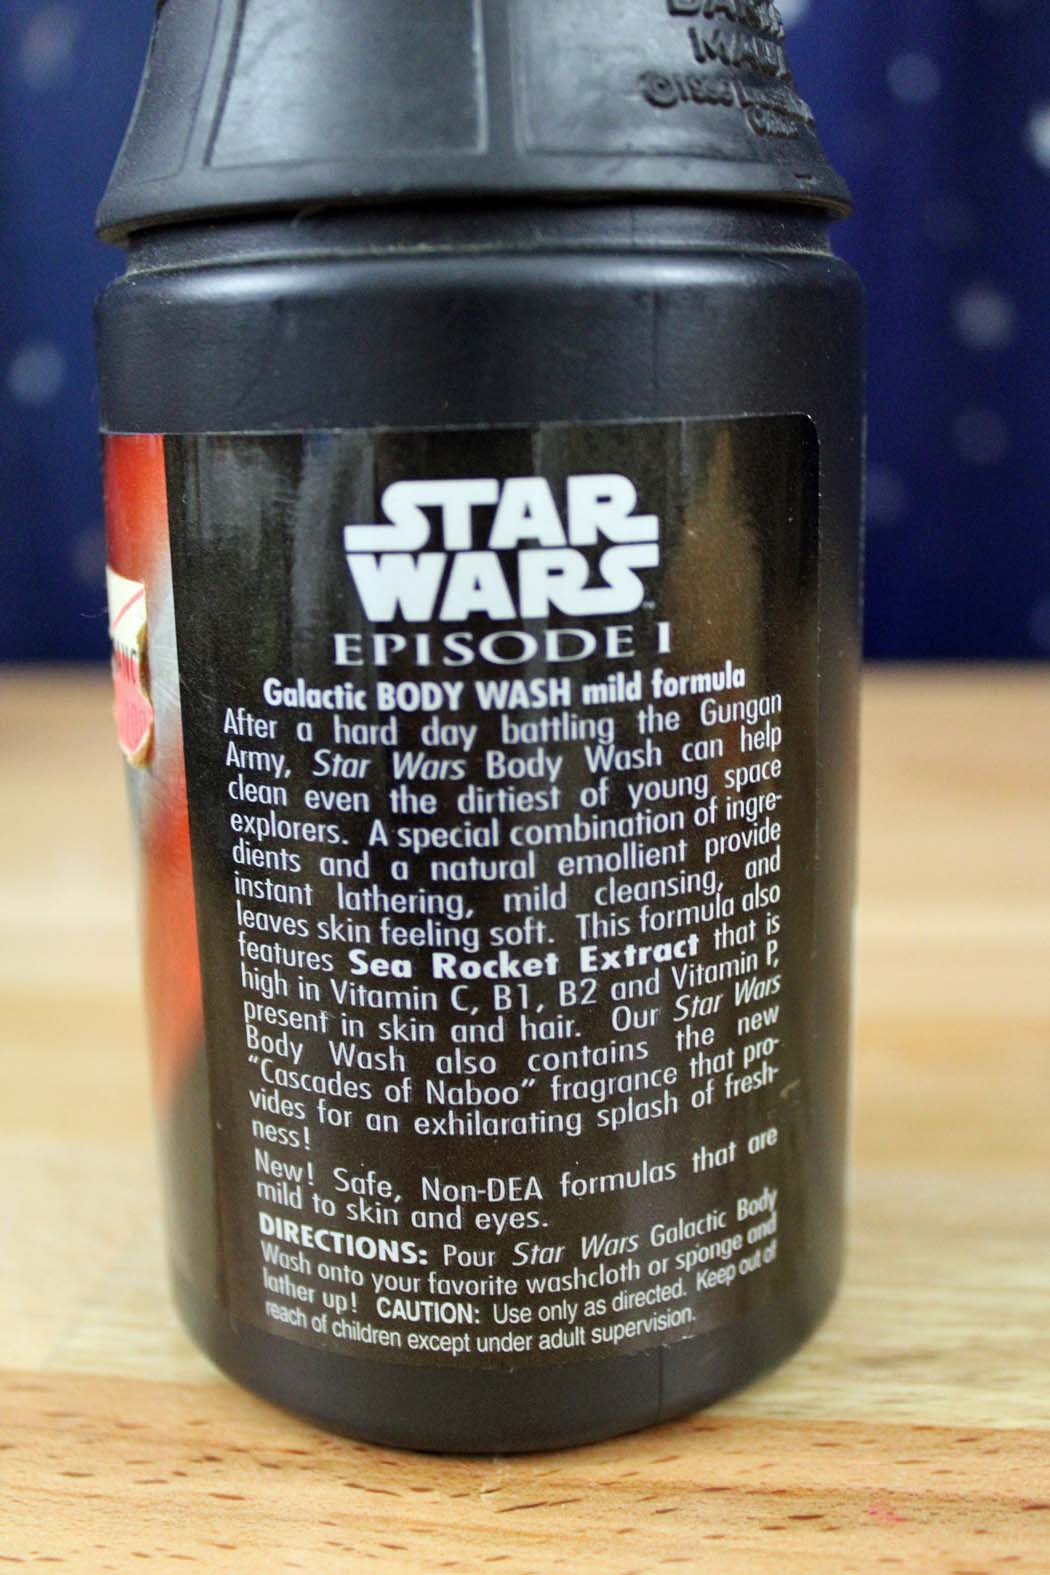 DARTH
MAUL
STAR
WARS
EPISODE I
Galactic BODY WASH mild formula
After a hard day battling the Gungan
Army, Star Wars Body Wash can help
clean even the dirtiest of young space
explorers. A special combination of ingre-
dients and a natural emollient provide
instant lathering, mild cleansing, and
leaves skin feeling soft. This formula also
features Sea Rocket Extract that is
high in Vitamin C, B1, B2 and Vitamin P,
present in skin and hair. Our Star Wars
Body Wash also contains the new
"Cascades of Naboo" fragrance that pro-
vides for an exhilarating splash of fresh-
ness!
New! Safe, Non-DEA formulas that are
mild to skin and eyes.
DIRECTIONS: Pour Star Wars Galactic Body
Wash onto your favorite washcloth or sponge and
lather up! CAUTION: Use only as directed. Keep out of
reach of children except under adult supervision.